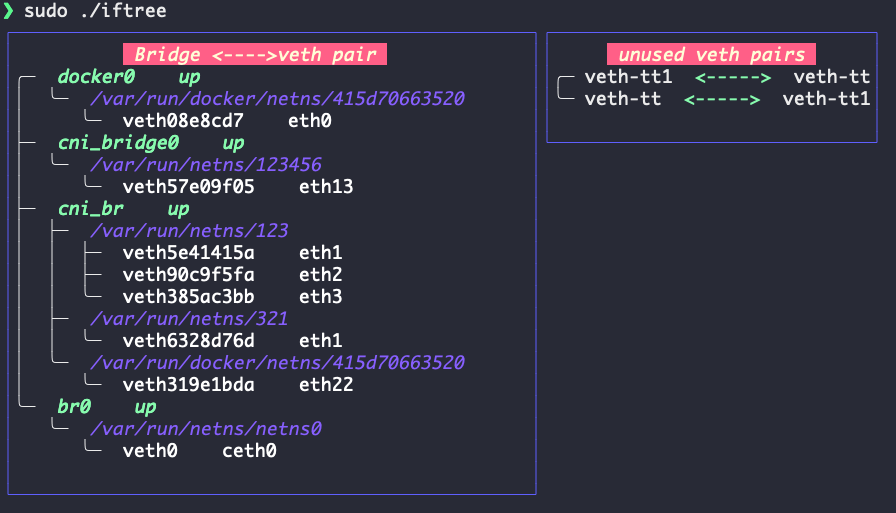 ❯ sudo ./iftree
Bridge <---->veth pair
docker0 up
/var/run/docker/netns/415d70663520
veth08e8cd7 eth0
cni_bridge0 up
/var/run/netns/123456
veth57e09f05 eth13
cni_br up
/var/run/netns/123
veth5e41415a eth1
veth90c9f5fa eth2
veth385ac3bb eth3
/var/run/netns/321
veth6328d76d eth1
/var/run/docker/netns/415d70663520
veth319e1bda eth22
br0 up
/var/run/netns/netns0
veth0 ceth0
unused veth pairs
veth-tt1 <-----> veth-tt
veth-tt <-----> veth-tt1